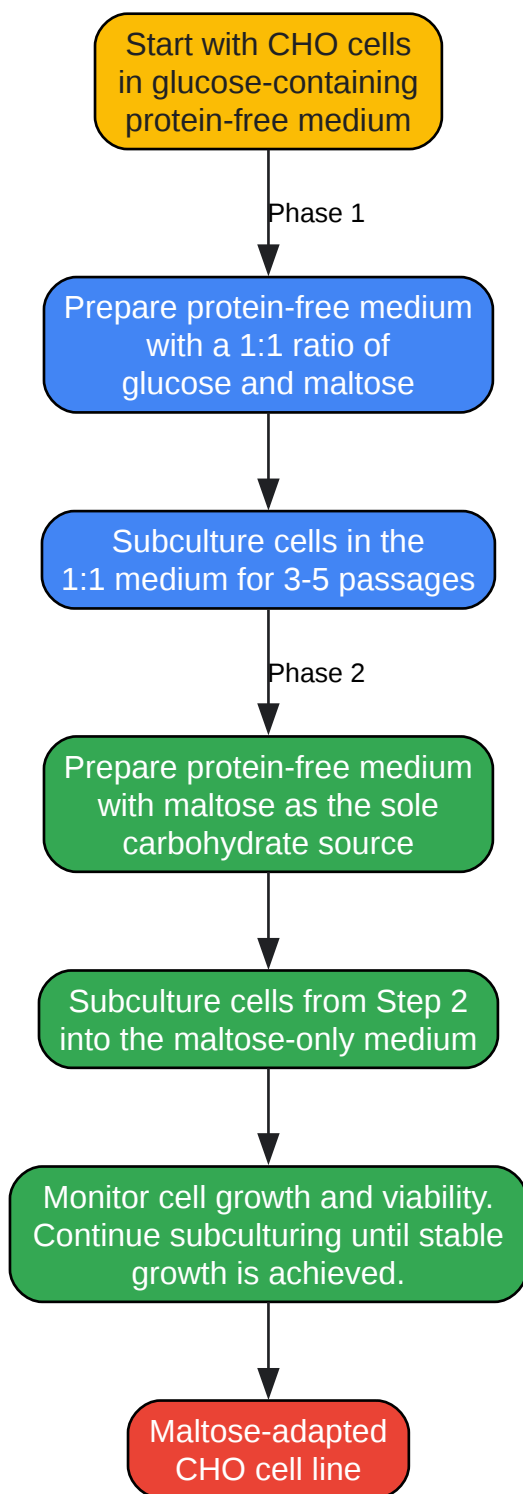 Start with CHO cells
in glucose-containing
protein-free medium
Phase 1
Prepare protein-free medium
with a 1:1 ratio of
glucose and maltose
Subculture cells in the
1:1 medium for 3-5 passages
Phase 2
Prepare protein-free medium
with maltose as the sole
carbohydrate source
Subculture cells from Step 2
into the maltose-only medium
Monitor cell growth and viability.
Continue subculturing until stable
growth is achieved.
Maltose-adapted
CHO cell line